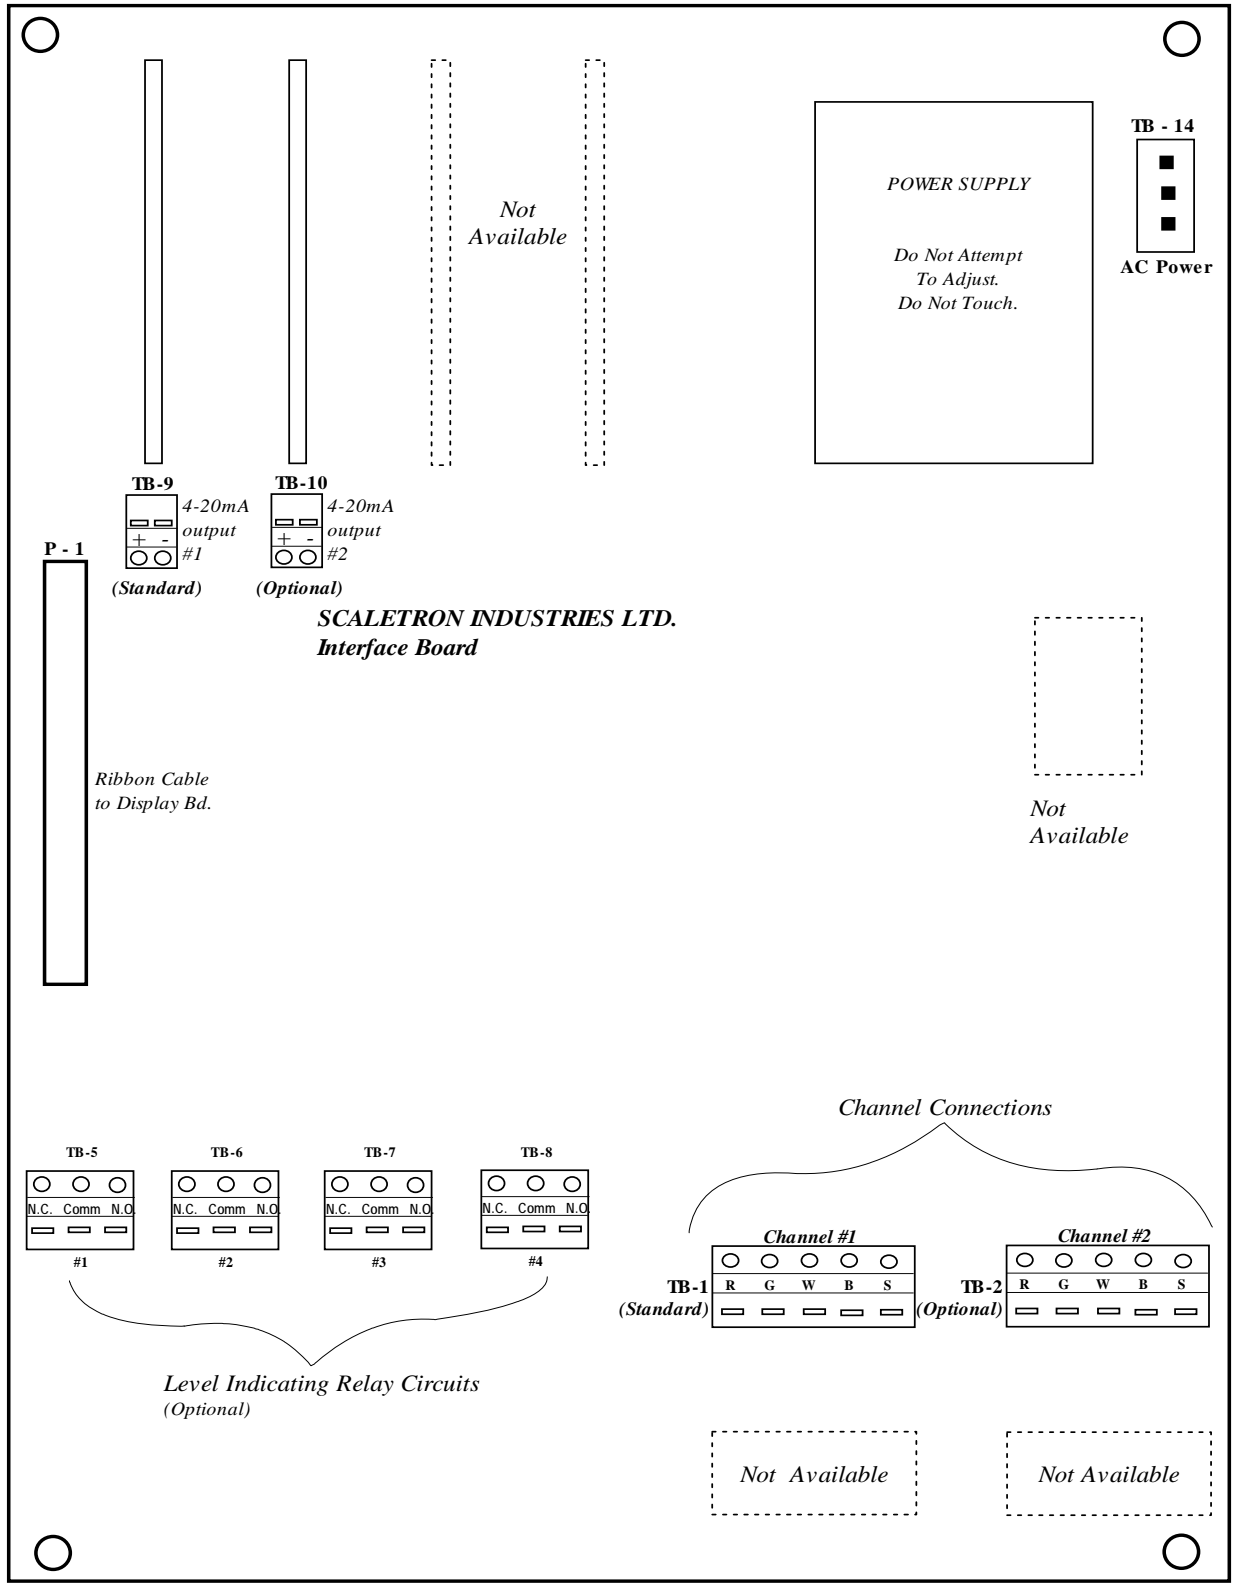 TB - 14
POWER SUPPLY
Do Not Attempt
To Adjust.
Do Not Touch.
AC Power
Not
Available
TB-9
4-20mA
output
#1
+ -
(Standard)
TB-10
4-20mA
output
#2
+ -
(Optional)
P - 1
SCALETRON INDUSTRIES LTD.
Interface Board
Ribbon Cable
to Display Bd.
Not
Available
Channel Connections
TB-5
N.C. Comm N.O.
#1
TB-6
N.C. Comm N.O.
#2
TB-7
N.C. Comm N.O.
#3
TB-8
N.C. Comm N.O.
#4
Level Indicating Relay Circuits
(Optional)
Channel #1
TB-1 R G W B S
(Standard)
Channel #2
TB-2 R G W B S
(Optional)
Not Available
Not Available